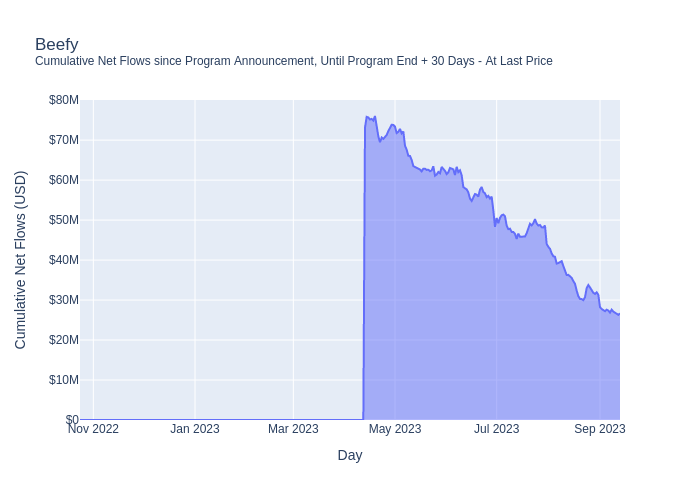 Beefy
Cumulative Net Flows since Program Announcement, Until Program End + 30 Days - At Last Price
$80M
$70M
$60M
$50M
$40M
$30M
$20M
$10M
$0
Cumulative Net Flows (USD)
Nov 2022 Jan 2023 Mar 2023 May 2023 Jul 2023 Sep 2023
Day